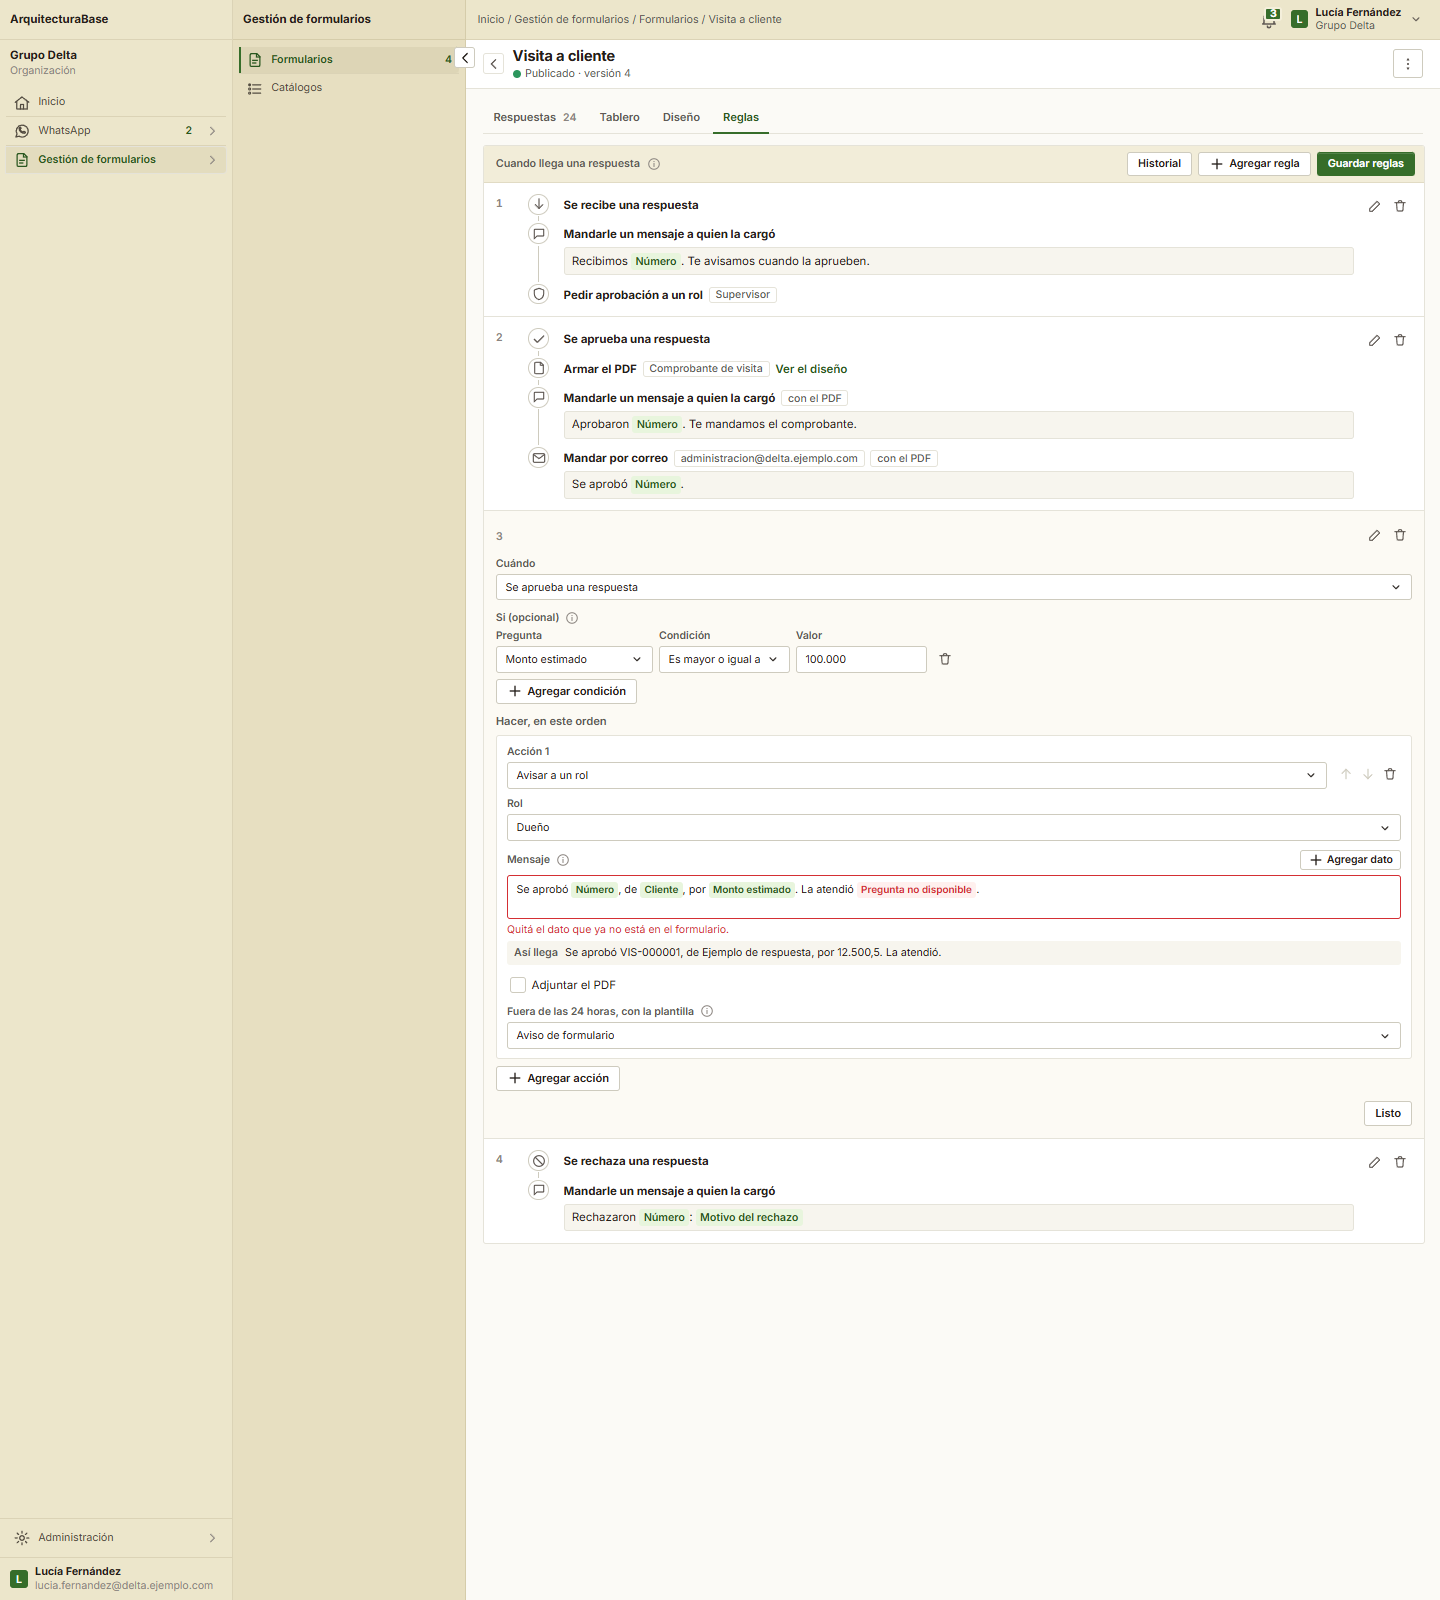 ArquitecturaBase
Grupo Delta
Organización
Inicio
WhatsApp 2
Gestión de formularios
Administración
L Lucía Fernández
lucia.fernandez@delta.ejemplo.com
Gestión de formularios
Formularios 4
Catálogos
Inicio / Gestión de formularios / Formularios / Visita a cliente
3
L Lucía Fernández
Grupo Delta
Visita a cliente
Publicado · versión 4
Respuestas 24 Tablero Diseño Reglas
Cuando llega una respuesta Historial Agregar regla Guardar reglas
1 Se recibe una respuesta
Mandarle un mensaje a quien la cargó
Recibimos Número. Te avisamos cuando la aprueben.
Pedir aprobación a un rol Supervisor
2 Se aprueba una respuesta
Armar el PDF Comprobante de visita Ver el diseño
Mandarle un mensaje a quien la cargó con el PDF
Aprobaron Número. Te mandamos el comprobante.
Mandar por correo administracion@delta.ejemplo.com con el PDF
Se aprobó Número.
3
Cuándo
Se aprueba una respuesta
Si (opcional)
Pregunta Condición Valor
Monto estimado Es mayor o igual a 100.000
Agregar condición
Hacer, en este orden
Acción 1
Avisar a un rol
Rol
Dueño
Mensaje Agregar dato
Se aprobó Número, de Cliente, por Monto estimado. La atendió Pregunta no disponible.
Quitá el dato que ya no está en el formulario.
Así llega Se aprobó VIS-000001, de Ejemplo de respuesta, por 12.500,5. La atendió.
Adjuntar el PDF
Fuera de las 24 horas, con la plantilla
Aviso de formulario
Agregar acción
Listo
4 Se rechaza una respuesta
Mandarle un mensaje a quien la cargó
Rechazaron Número: Motivo del rechazo